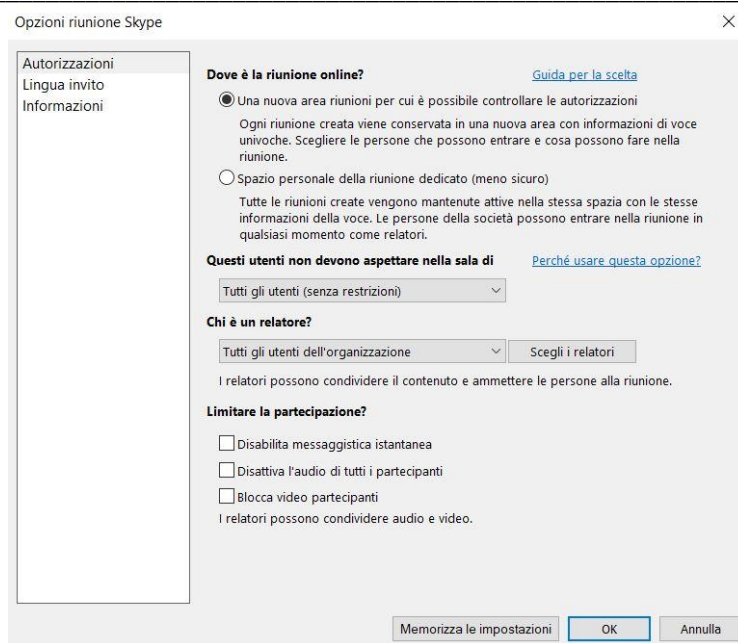 Opzioni riunione Skype
Autorizzazioni
Lingua invito
Informazioni
Dove è la riunione online?
Guida per la scelta
Una nuova area riunioni per cui è possibile controllare le autorizzazioni
Ogni riunione creata viene conservata in una nuova area con informazioni di voce
univoche. Scegliere le persone che possono entrare e cosa possono fare nella
riunione.
Spazio personale della riunione dedicato (meno sicuro)
Tutte le riunioni create vengono mantenute attive nella stessa spazia con le stesse
informazioni della voce. Le persone della società possono entrare nella riunione in
qualsiasi momento come relatori.
Questi utenti non devono aspettare nella sala di
Perché usare questa opzione?
Tutti gli utenti (senza restrizioni)
Chi è un relatore?
Tutti gli utenti dell'organizzazione
Scegli i relatori
I relatori possono condividere il contenuto e ammettere le persone alla riunione.
Limitare la partecipazione?
Disabilita messaggistica istantanea
Disattiva l'audio di tutti i partecipanti
Blocca video partecipanti
I relatori possono condividere audio e video.
Memorizza le impostazioni
OK
Annulla